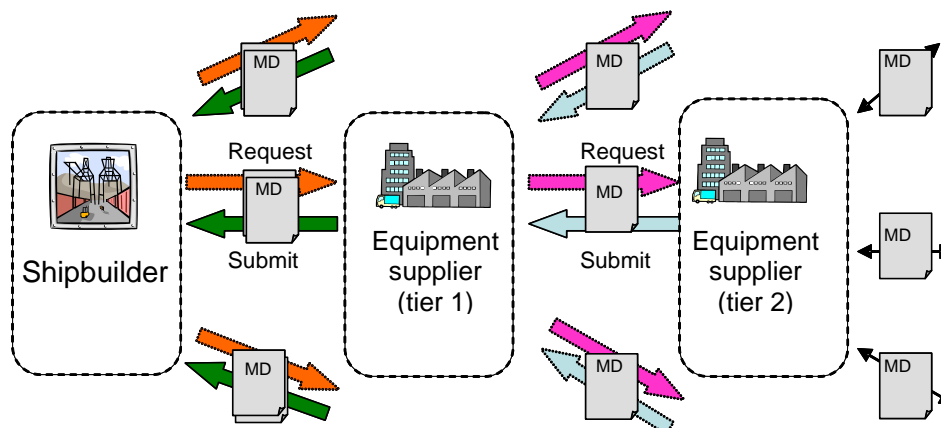 MD
MD
MD
Request
Request
MD
MD
MD
Shipbuilder
Submit
Equipment
supplier
(tier 1)
Submit
Equipment
supplier
(tier 2)
MD
MD
MD